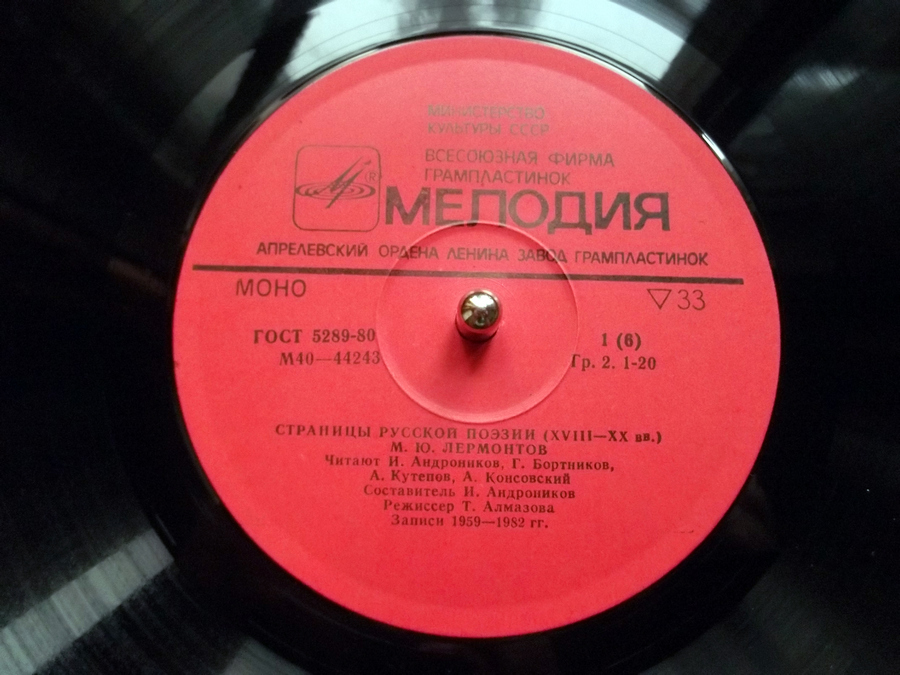 МИНИСТЕРСТВО
КУЛЬТУРЫ СССР
ВСЕСОЮЗНАЯ ФИРМА
ГРАМПЛАСТИНОК
МЕЛОДИЯ
АПРЕЛЕВСКИЙ ОРДЕНА ЛЕНИНА ЗАВОД ГРАМПЛАСТИНОК
МОНО
33
ГОСТ 5289-80
М40—44243
1 (6)
Гр. 2. 1-20
СТРАНИЦЫ РУССКОЙ ПОЭЗИИ (XVIII—XX вв.)
М. Ю. ЛЕРМОНТОВ
Читают И. Андроников, Г. Бортников,
А. Кутепов, А. Консовский
Составитель И. Андроников
Режиссер Т. Алмазова
Записи 1959—1982 гг.